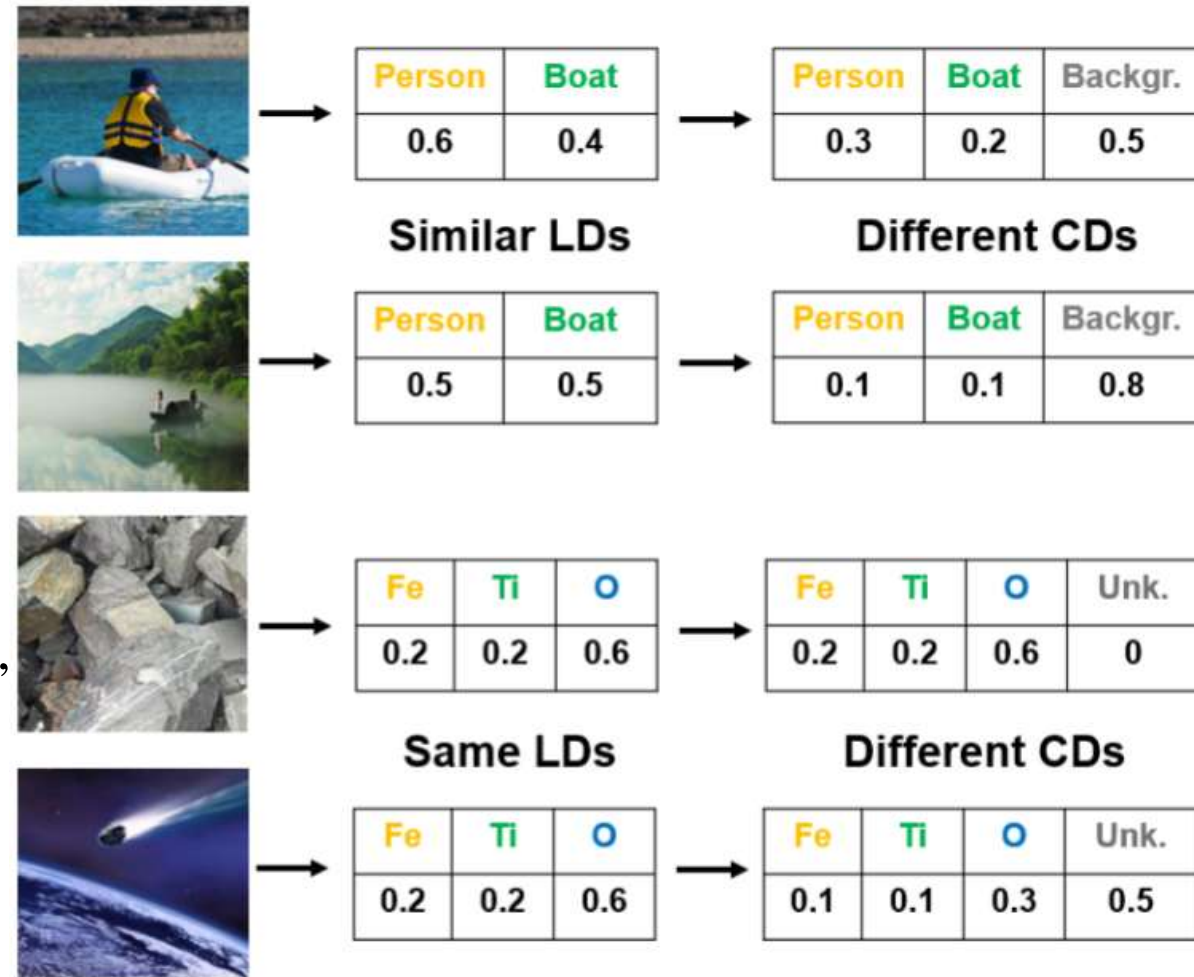 Person Boat Person Boat Backgr.
0.6 0.4 0.3 0.2 0.5
Similar LDs Different CDs
Person Boat Person Boat Backgr.
0.5 0.5 0.1 0.1 0.8
Fe Ti O Fe Ti O Unk.
0.2 0.2 0.6 0.2 0.2 0.6 0
,
Same LDs Different CDs
Fe Ti O Fe Ti O Unk.
0.2 0.2 0.6 0.1 0.1 0.3 0.5